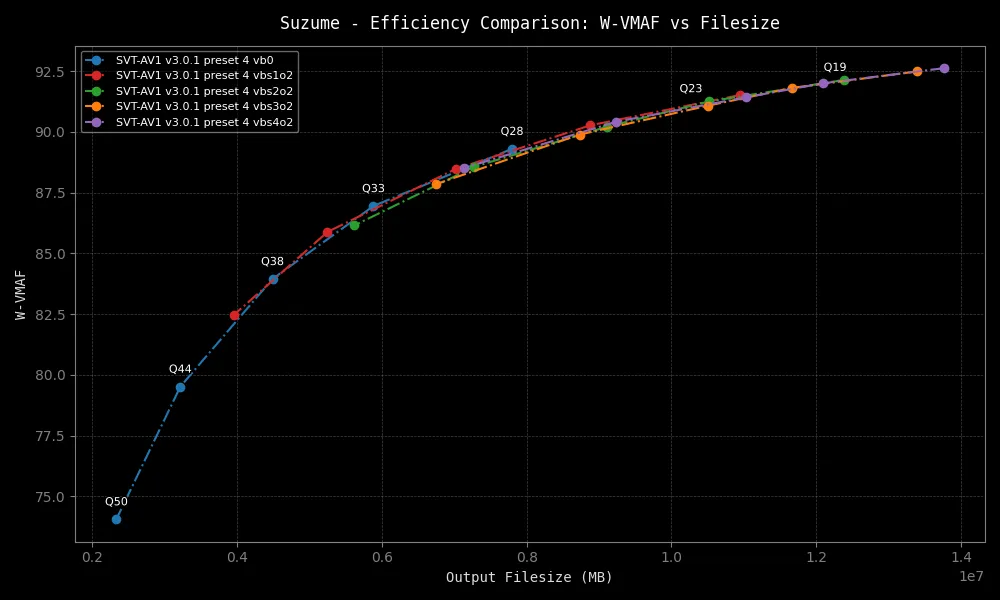 Suzume - Efficiency Comparison: W-VMAF vs Filesize
SVT-AV1 v3.0.1 preset 4 vb0
SVT-AV1 v3.0.1 preset 4 vbs1o2
SVT-AV1 v3.0.1 preset 4 vbs2o2
SVT-AV1 v3.0.1 preset 4 vbs3o2
SVT-AV1 v3.0.1 preset 4 vbs4o2
Q19
Q23
Q28
Q33
Q38
Q44
Q50
92.5
90.0
87.5
85.0
82.5
80.0
77.5
75.0
W-VMAF
0.2 0.4 0.6 0.8 1.0 1.2 1.4
1e7
Output Filesize (MB)